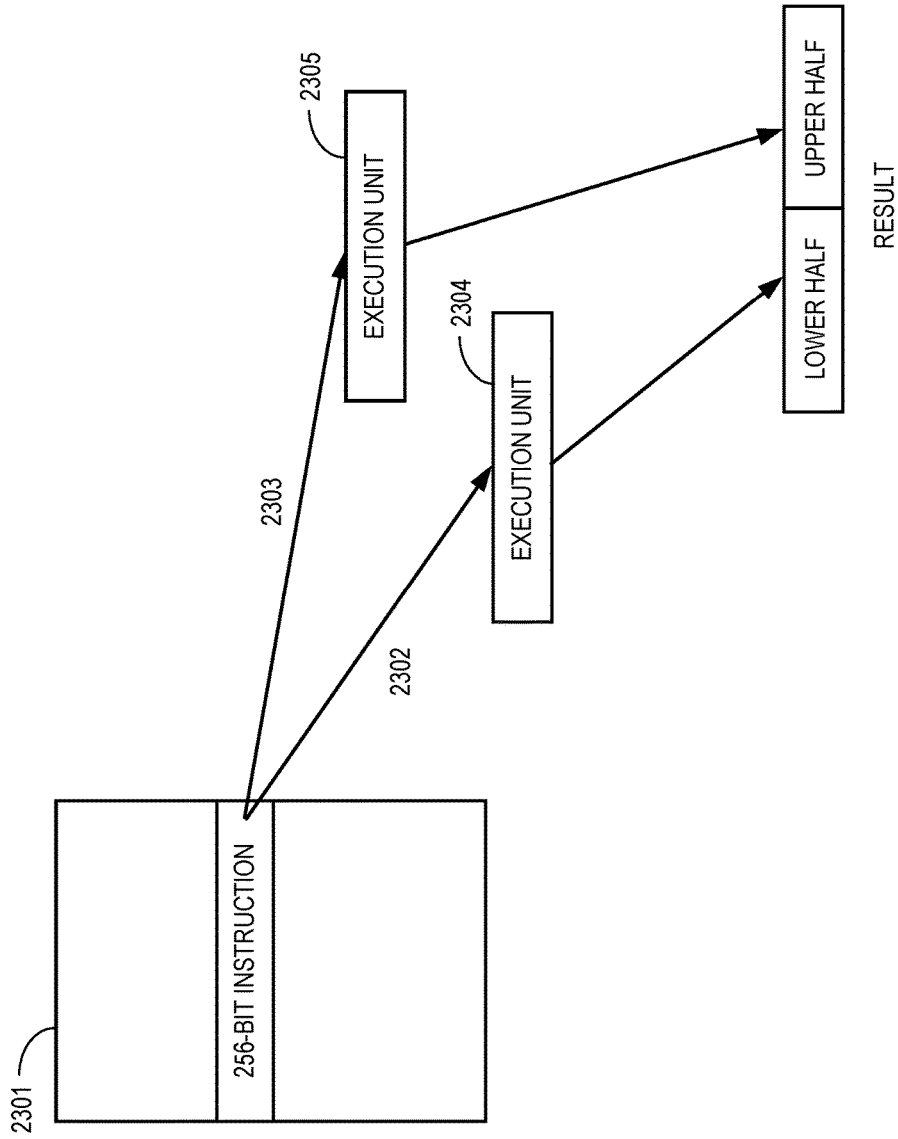 2301
256-BIT INSTRUCTION
2302
2303
2304
EXECUTION UNIT
2305
EXECUTION UNIT
LOWER HALF
UPPER HALF
RESULT